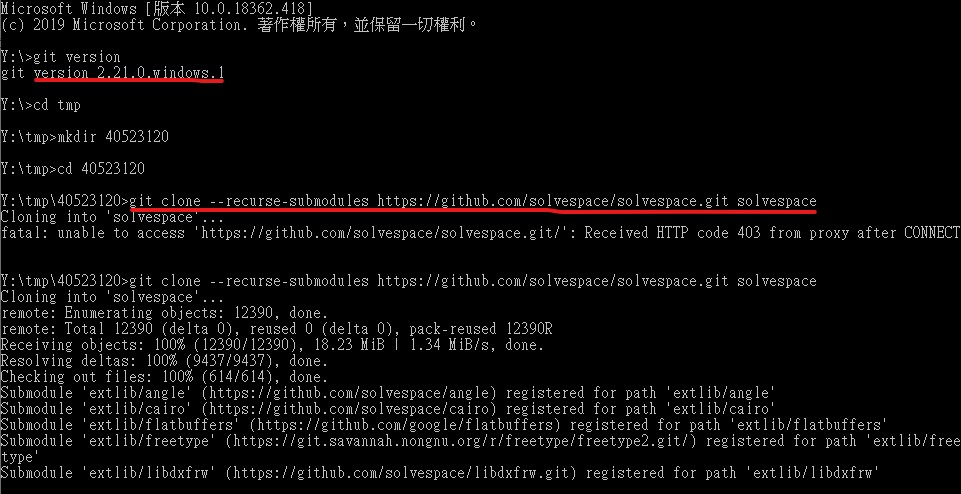 Microsoft Windows [版本 10.0.18362.418]
(c) 2019 Microsoft Corporation. 著作權所有，並保留一切權利。
Y:\>git version
git version 2.21.0.windows.1
Y:\>cd tmp
Y:\tmp>mkdir 40523120
Y:\tmp>cd 40523120
Y:\tmp\40523120>git clone --recurse-submodules https://github.com/solvespace/solvespace.git solvespace
Cloning into 'solvespace'...
fatal: unable to access 'https://github.com/solvespace/solvespace.git/': Received HTTP code 403 from proxy after CONNECT
Y:\tmp\40523120>git clone --recurse-submodules https://github.com/solvespace/solvespace.git solvespace
Cloning into 'solvespace'...
remote: Enumerating objects: 12390, done.
remote: Total 12390 (delta 0), reused 0 (delta 0), pack-reused 12390R
Receiving objects: 100% (12390/12390), 18.23 MiB | 1.34 MiB/s, done.
Resolving deltas: 100% (9437/9437), done.
Checking out files: 100% (614/614), done.
Submodule 'extlib/angle' (https://github.com/solvespace/angle) registered for path 'extlib/angle'
Submodule 'extlib/cairo' (https://github.com/solvespace/cairo) registered for path 'extlib/cairo'
Submodule 'extlib/flatbuffers' (https://github.com/google/flatbuffers) registered for path 'extlib/flatbuffers'
Submodule 'extlib/freetype' (https://git.savannah.nongnu.org/r/freetype/freetype2.git/) registered for path 'extlib/free
type'
Submodule 'extlib/libdxfrw' (https://github.com/solvespace/libdxfrw.git) registered for path 'extlib/libdxfrw'